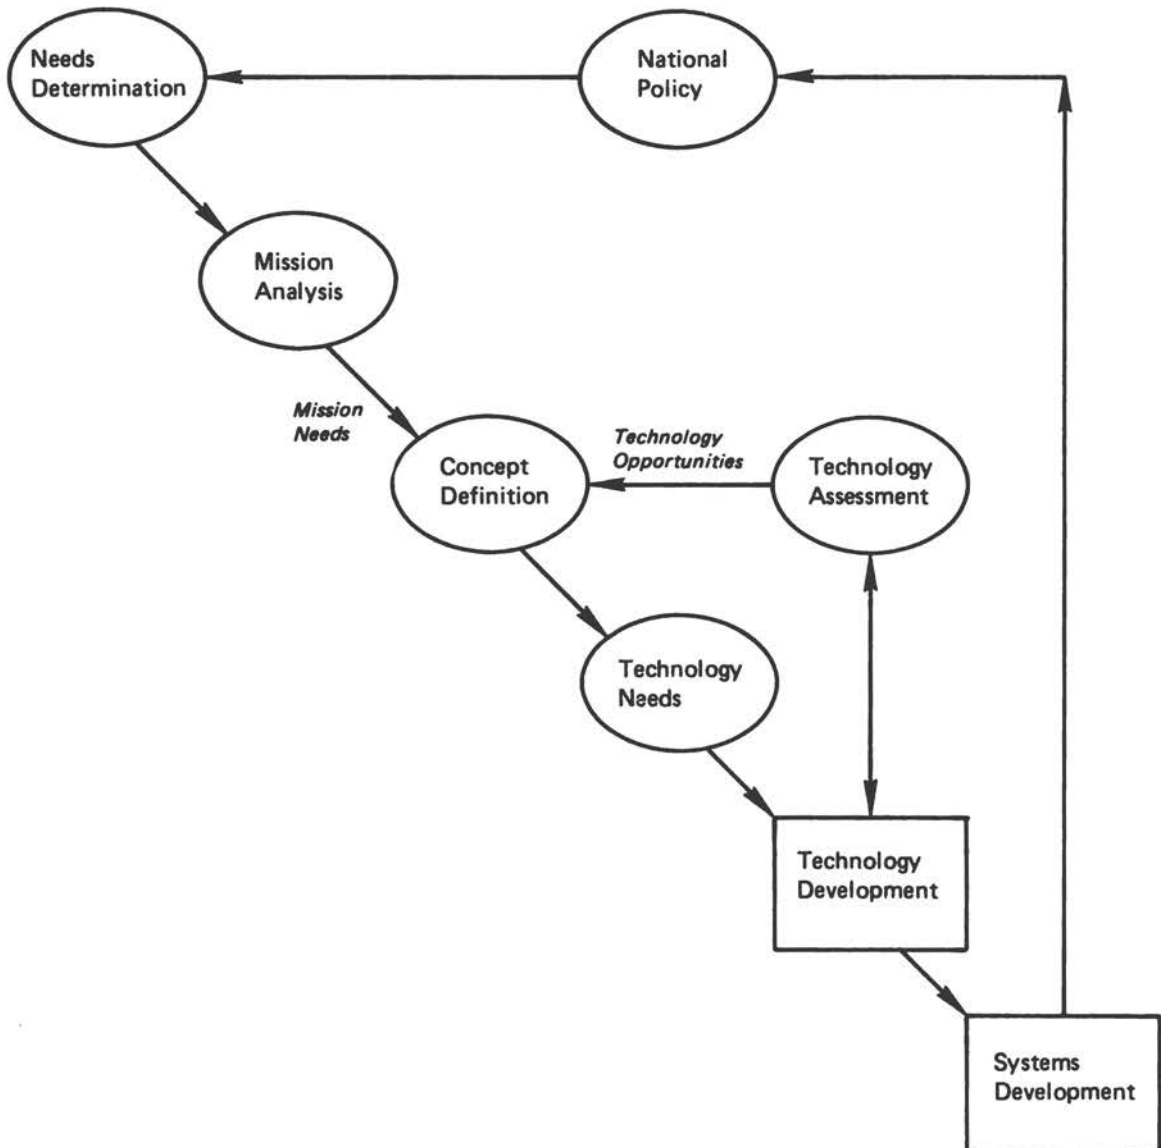 Needs
Determination
National
Policy
Mission
Analysis
Mission
Needs
Concept
Definition
Technology
Opportunities
Technology
Assessment
Technology
Needs
Technology
Development
Systems
Development